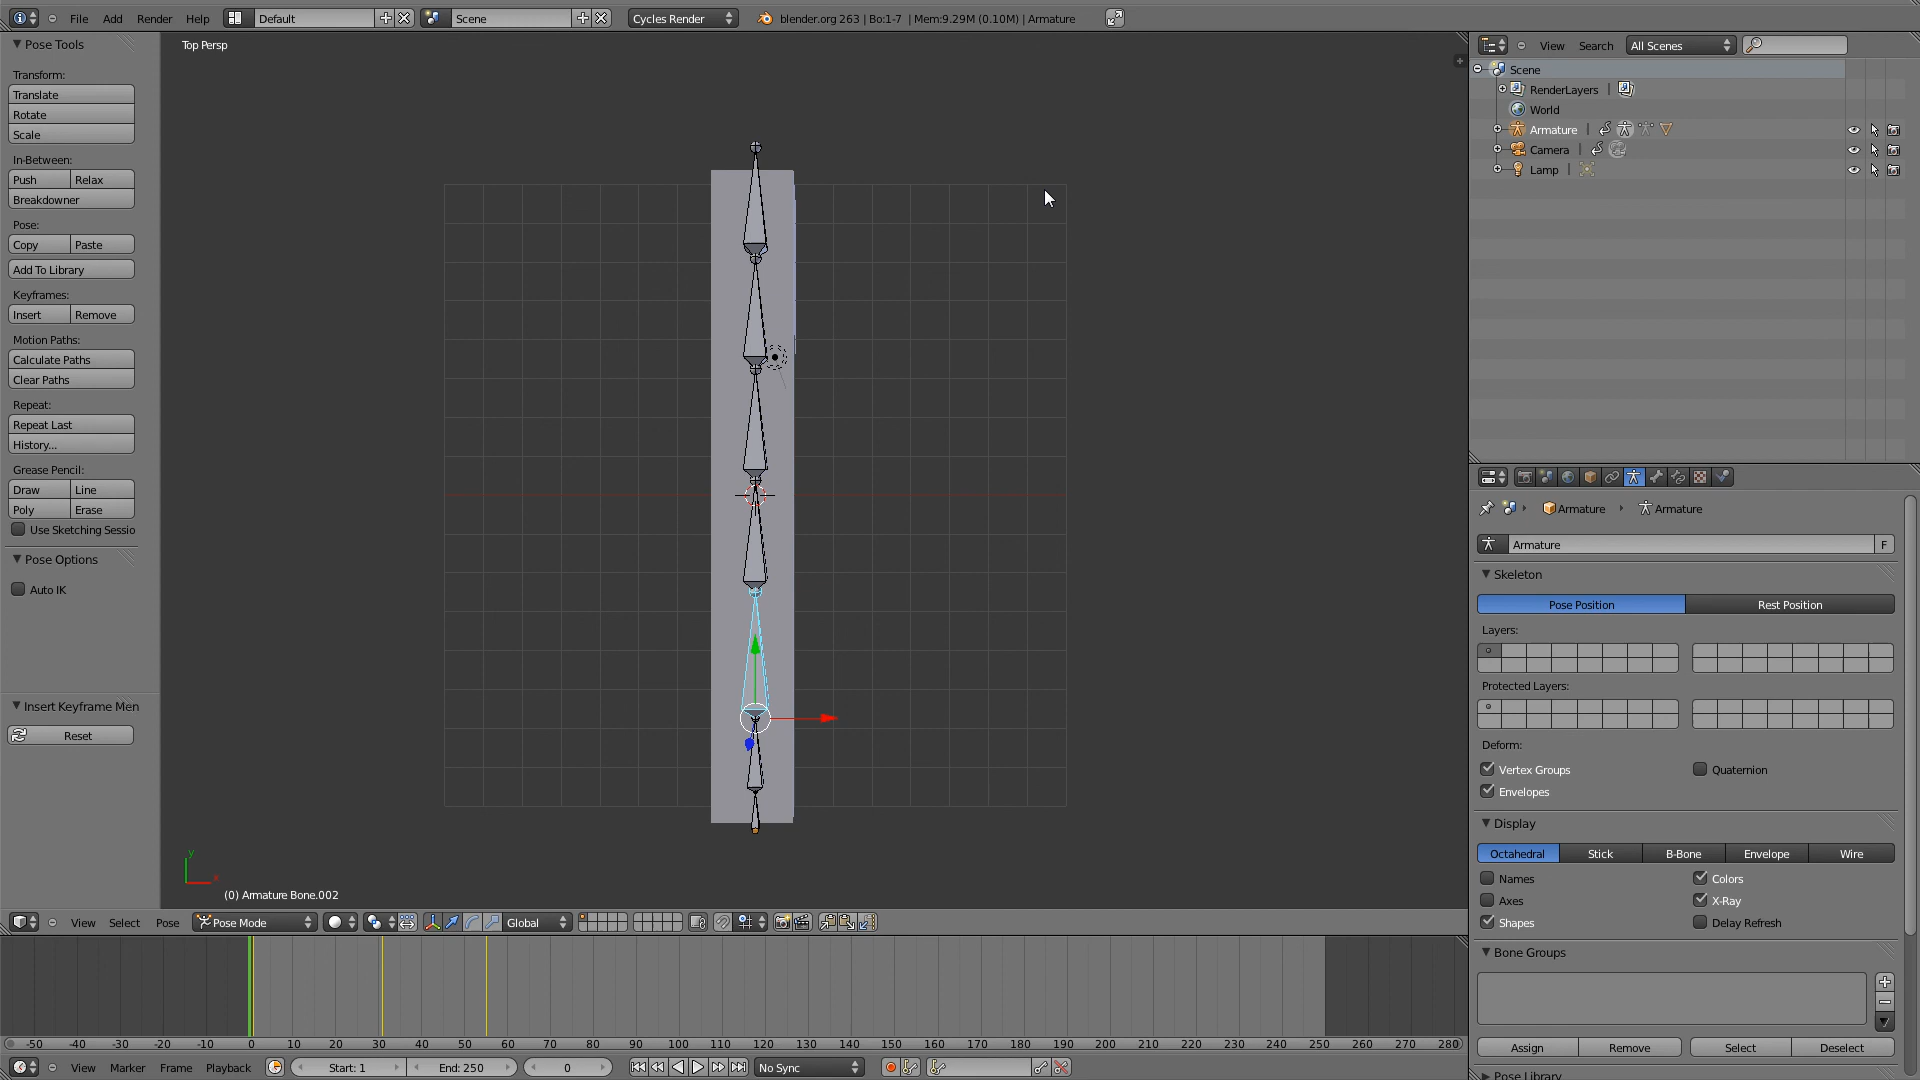 File Add Render Help Default Scene Cycles Render blender.org 263 | Bo:1-7 | Mem:9.29M (0.10M) | Armature
Pose Tools
Transform:
Translate
Rotate
Scale
In-Between:
Push Relax
Breakdowner
Pose:
Copy Paste
Add To Library
Keyframes:
Insert Remove
Motion Paths:
Calculate Paths
Clear Paths
Repeat:
Repeat Last
History...
Grease Pencil:
Draw Line
Poly Erase
Use Sketching Sessio
Pose Options
Auto IK
Insert Keyframe Men
Reset
Top Persp
y
x
(0) Armature Bone.002
View Select Pose Pose Mode Global
-50 -40 -30 -20 -10 0 10 20 30 40 50 60 70 80 90 100 110 120 130 140 150 160 170 180 190 200 210 220 230 240 250 260 270 280
View Marker Frame Playback Start: 1 End: 250 0 No Sync
View Search All Scenes
Scene
RenderLayers |
World
Armature |
Camera |
Lamp |
Armature Armature
Armature F
Skeleton
Pose Position Rest Position
Layers:
Protected Layers:
Deform:
Vertex Groups Quaternion
Envelopes
Display
Octahedral Stick B-Bone Envelope Wire
Names Colors
Axes X-Ray
Shapes Delay Refresh
Bone Groups
Assign Remove Select Deselect
Pose Library